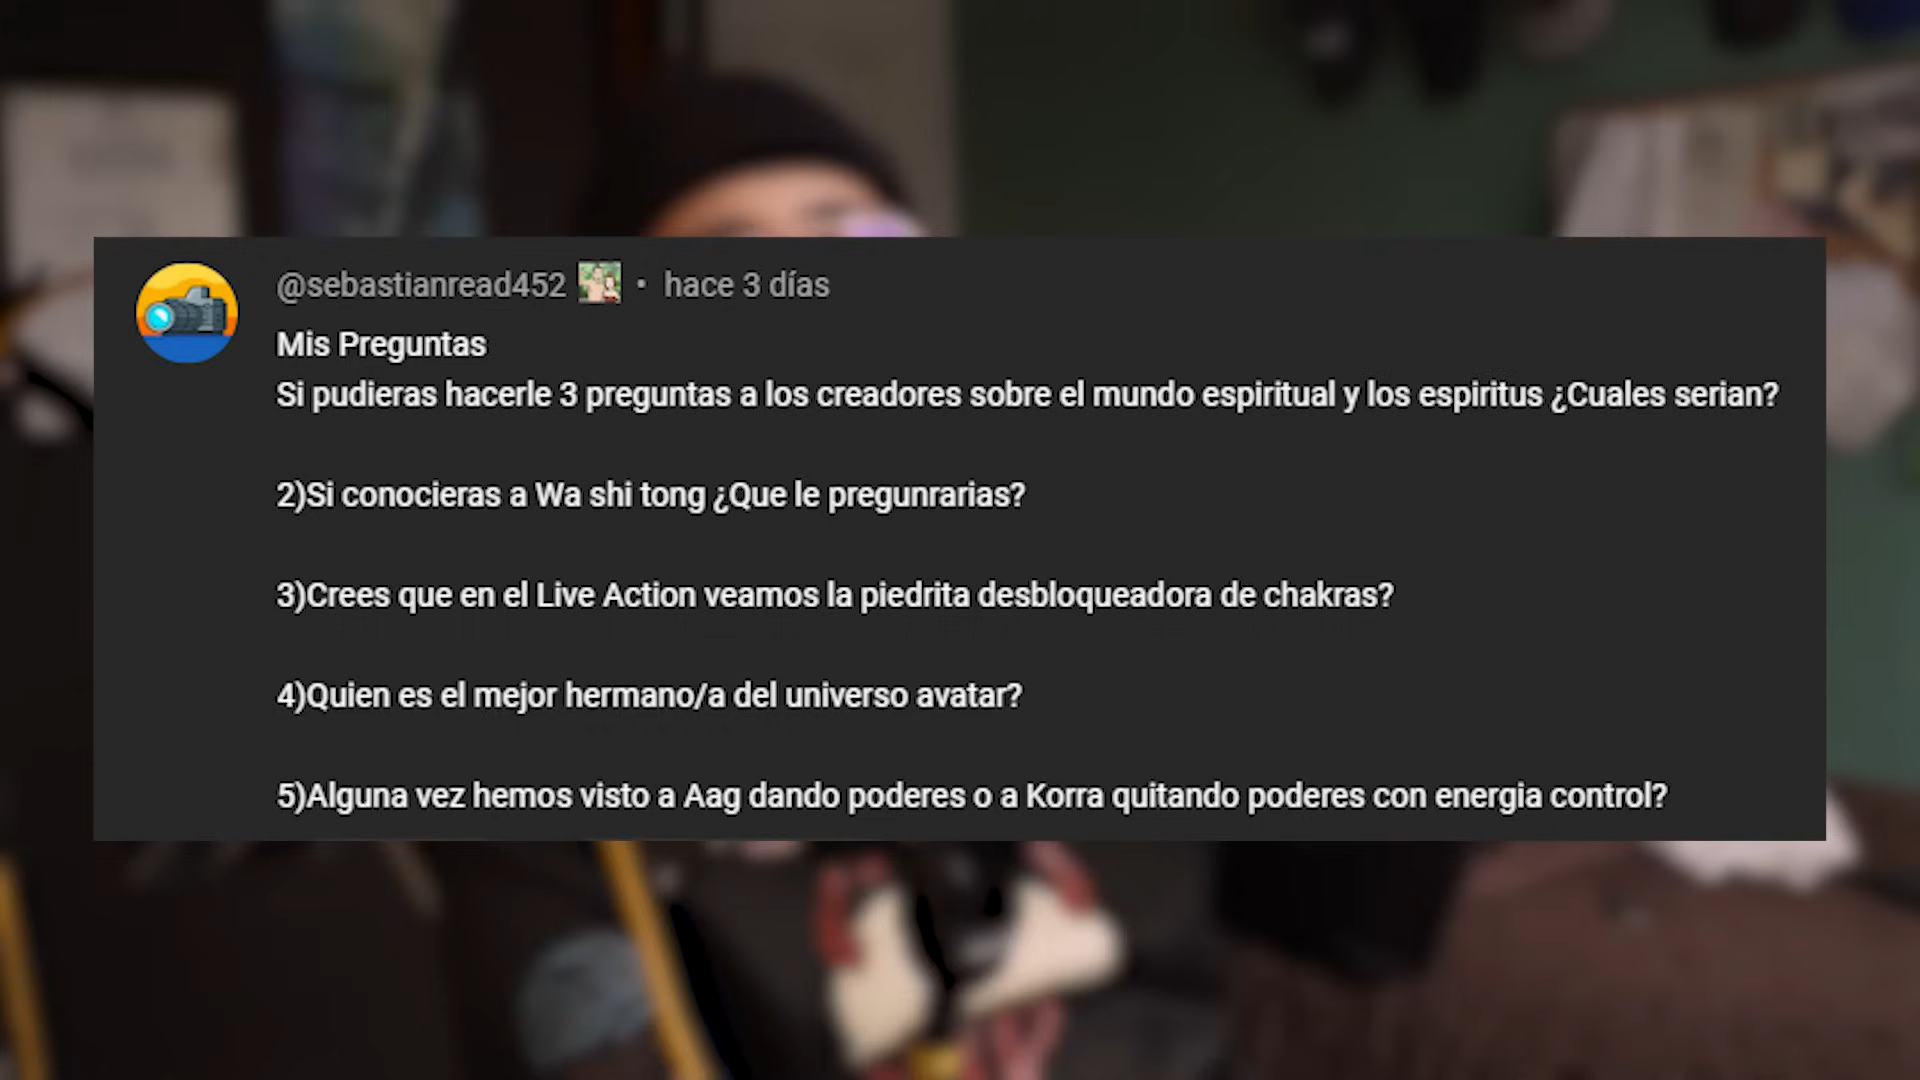 @sebastianread452 • hace 3 días
Mis Preguntas
Si pudieras hacerle 3 preguntas a los creadores sobre el mundo espiritual y los espiritus ¿Cuales serian?
2)Si conocieras a Wa shi tong ¿Que le pregunrarias?
3)Crees que en el Live Action veamos la piedrita desbloqueadora de chakras?
4)Quien es el mejor hermano/a del universo avatar?
5)Alguna vez hemos visto a Aag dando poderes o a Korra quitando poderes con energia control?